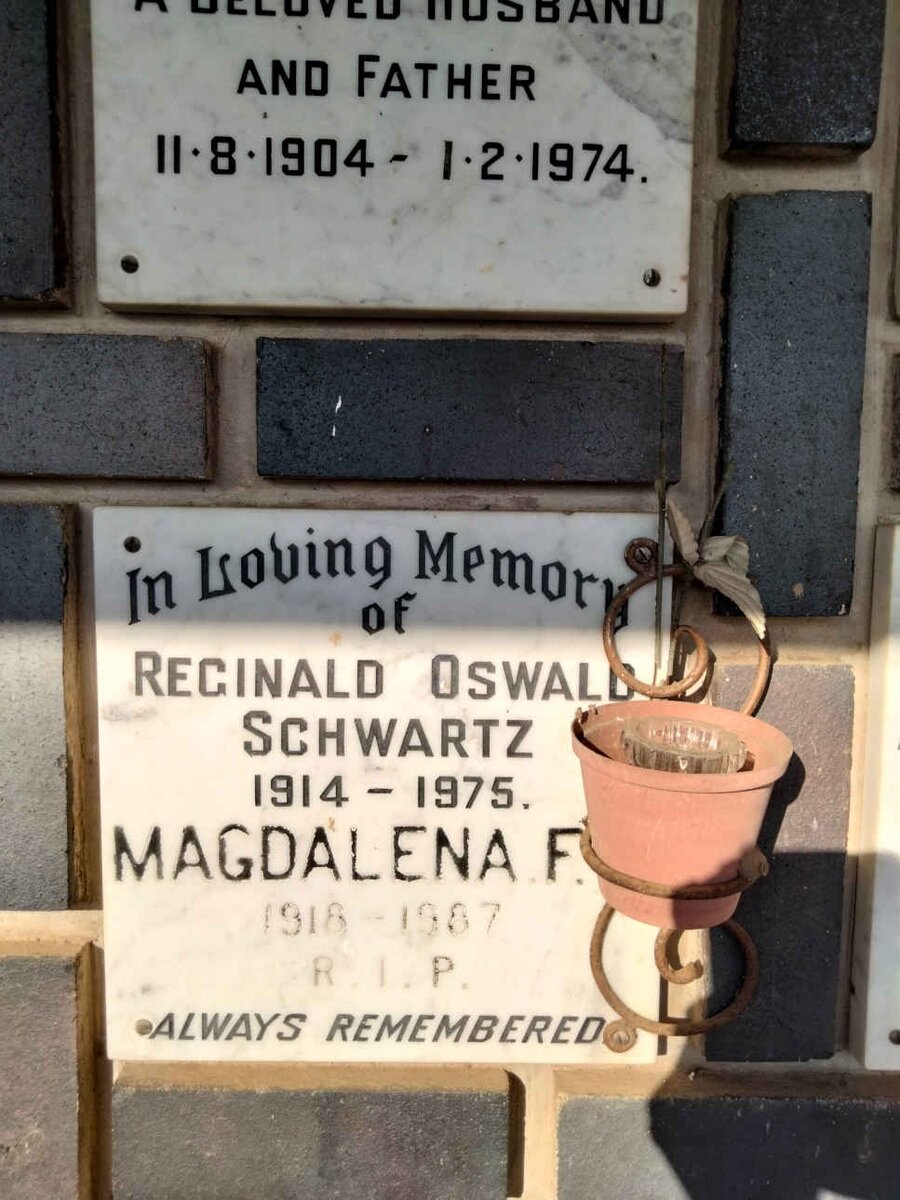 A BELOVED HUSBAND
AND FATHER
11·8·1904 - 1·2·1974.
In Loving Memory
of
REGINALD OSWALD
SCHWARTZ
1914 - 1975.
MAGDALENA. F.
1918 - 1987
R. I. P.
ALWAYS REMEMBERED